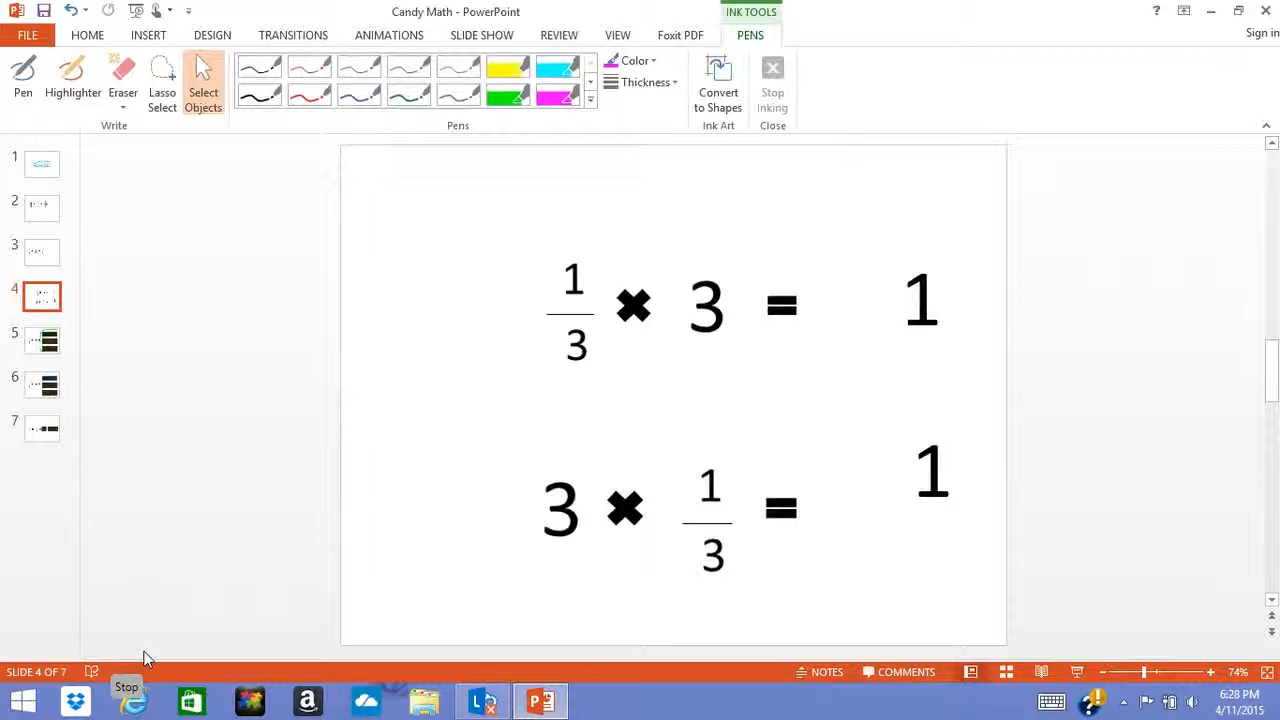 Candy Math - PowerPoint
INK TOOLS
?
FILE HOME INSERT DESIGN TRANSITIONS ANIMATIONS SLIDE SHOW REVIEW VIEW Foxit PDF PENS Sign in
Pen Highlighter Eraser Lasso Select Select Objects
Color
Thickness
Convert to Shapes
Stop Inking
Write Pens Ink Art Close
1
2
3
4
5
6
7
1/3 ✖ 3 = 1
3 ✖ 1/3 = 1
SLIDE 4 OF 7 NOTES COMMENTS 74%
Stop
6:28 PM
4/11/2015